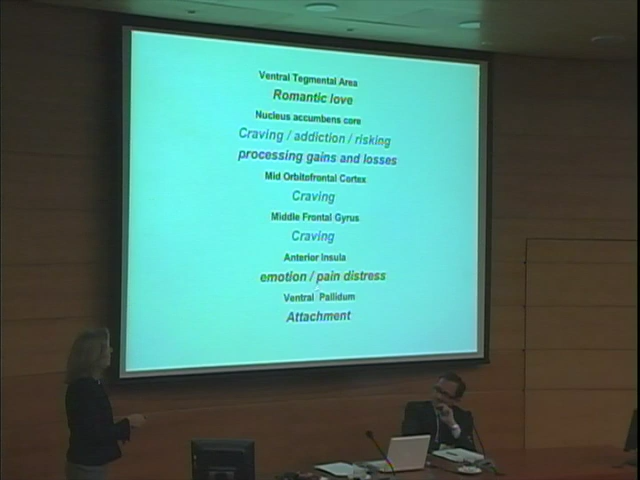 Ventral Tegmental Area
Romantic love
Nucleus accumbens core
Craving / addiction / risking
processing gains and losses
Mid Orbitofrontal Cortex
Craving
Middle Frontal Gyrus
Craving
Anterior Insula
emotion / pain distress
Ventral Pallidum
Attachment